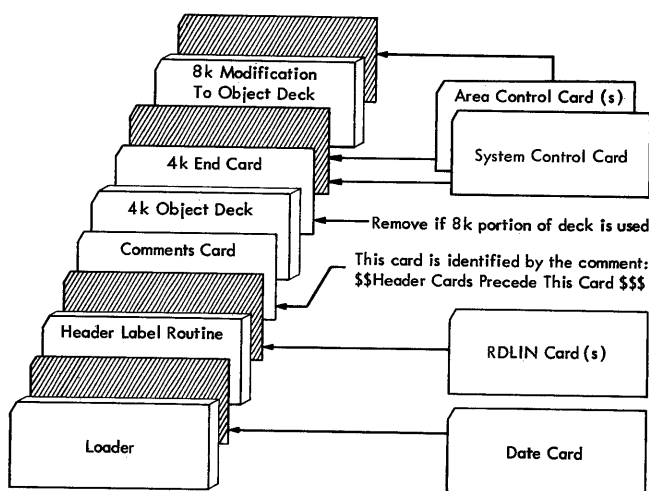 8k Modification
To Object Deck
Area Control Card (s)
System Control Card
4k End Card
4k Object Deck
Remove if 8k portion of deck is used
Comments Card
This card is identified by the comment:
$$Header Cards Precede This Card $$$
Header Label Routine
RDLIN Card (s)
Loader
Date Card